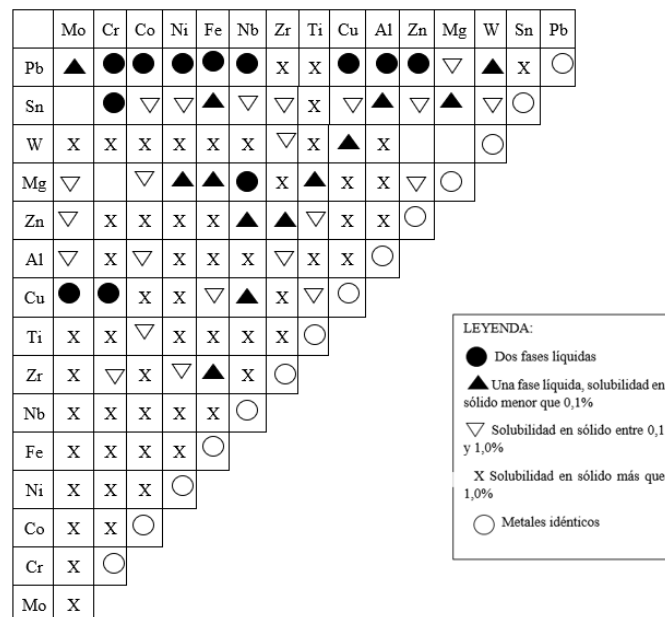 Mo Cr Co Ni Fe Nb Zr Ti Cu Al Zn Mg W Sn Pb
Pb X X X
Sn X
W X X X X X X X X
Mg X X X
Zn X X X X X X
Al X X X X X X
Cu X X X
Ti X X X X X X
Zr X X X
Nb X X X X X
Fe X X X X
Ni X X X
Co X X
Cr X
Mo X
LEYENDA:
Dos fases líquidas
Una fase líquida, solubilidad en
sólido menor que 0,1%
Solubilidad en sólido entre 0,1
y 1,0%
X Solubilidad en sólido más que
1,0%
Metales idénticos